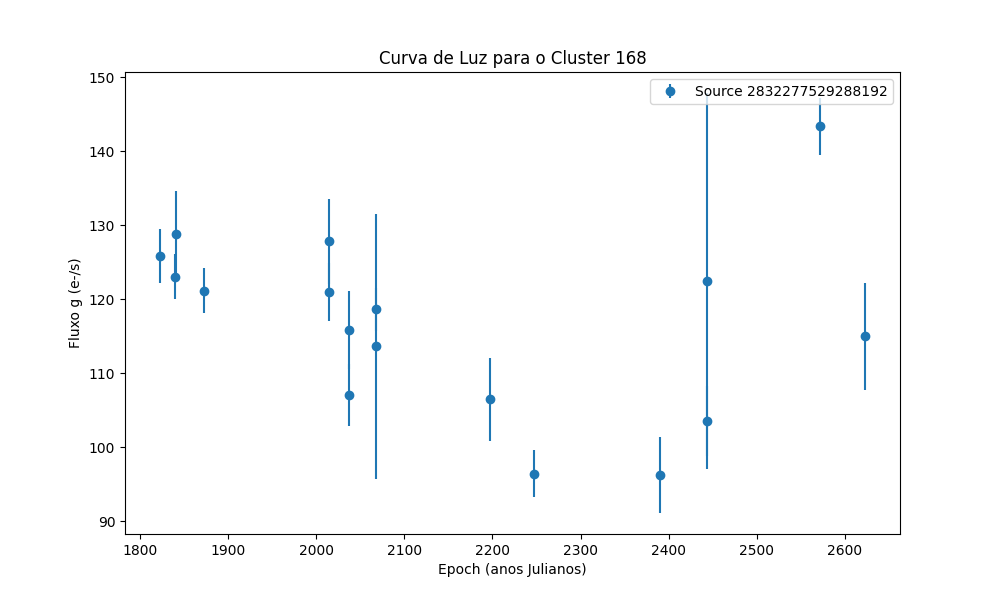 Curva de Luz para o Cluster 168
Source 2832277529288192
150
140
130
120
110
100
90
Fluxo g (e-/s)
1800 1900 2000 2100 2200 2300 2400 2500 2600
Epoch (anos Julianos)